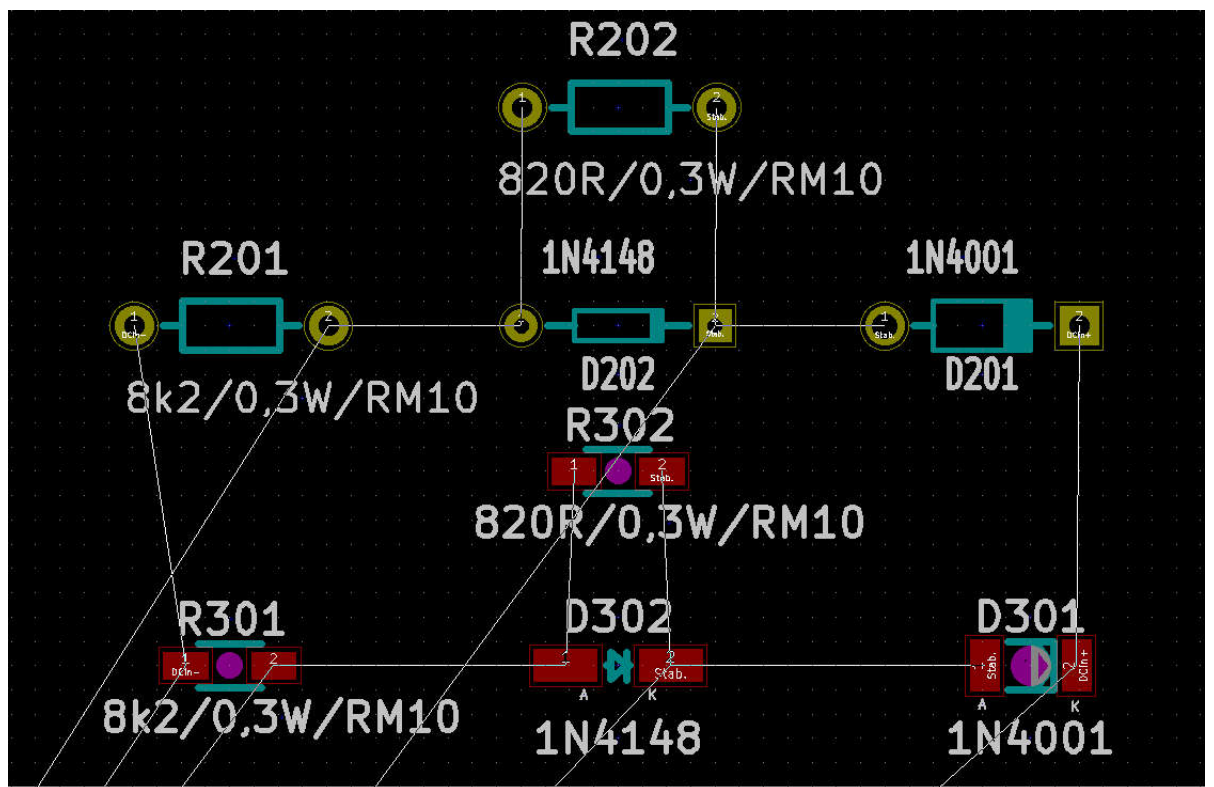 R202
1 2
Stab.
820R/0,3W/RM10
R201 1N4148 1N4001
1 2 1 2
DCin- Stab. Stab. DCin+
D202 D201
8k2/0,3W/RM10
R302
1 2
Stab.
820R/0,3W/RM10
R301 D302 D301
1 2 1 2 2
DCin- Stab. Stab. DCin+
A K A K
8k2/0,3W/RM10 1N4148 1N4001